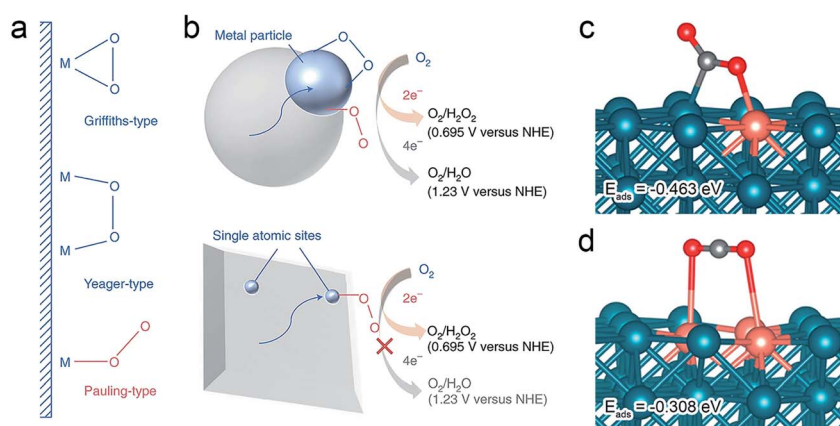 a
M
O
O
Griffiths-type
M
O
M
O
Yeager-type
M
O
O
Pauling-type
b
Metal particle
O
O
O
O
O₂
2e⁻
O₂/H₂O₂
(0.695 V versus NHE)
4e⁻
O₂/H₂O
(1.23 V versus NHE)
Single atomic sites
O
O
O₂
2e⁻
O₂/H₂O₂
(0.695 V versus NHE)
4e⁻
O₂/H₂O
(1.23 V versus NHE)
c
Eads = -0.463 eV
d
Eads = -0.308 eV